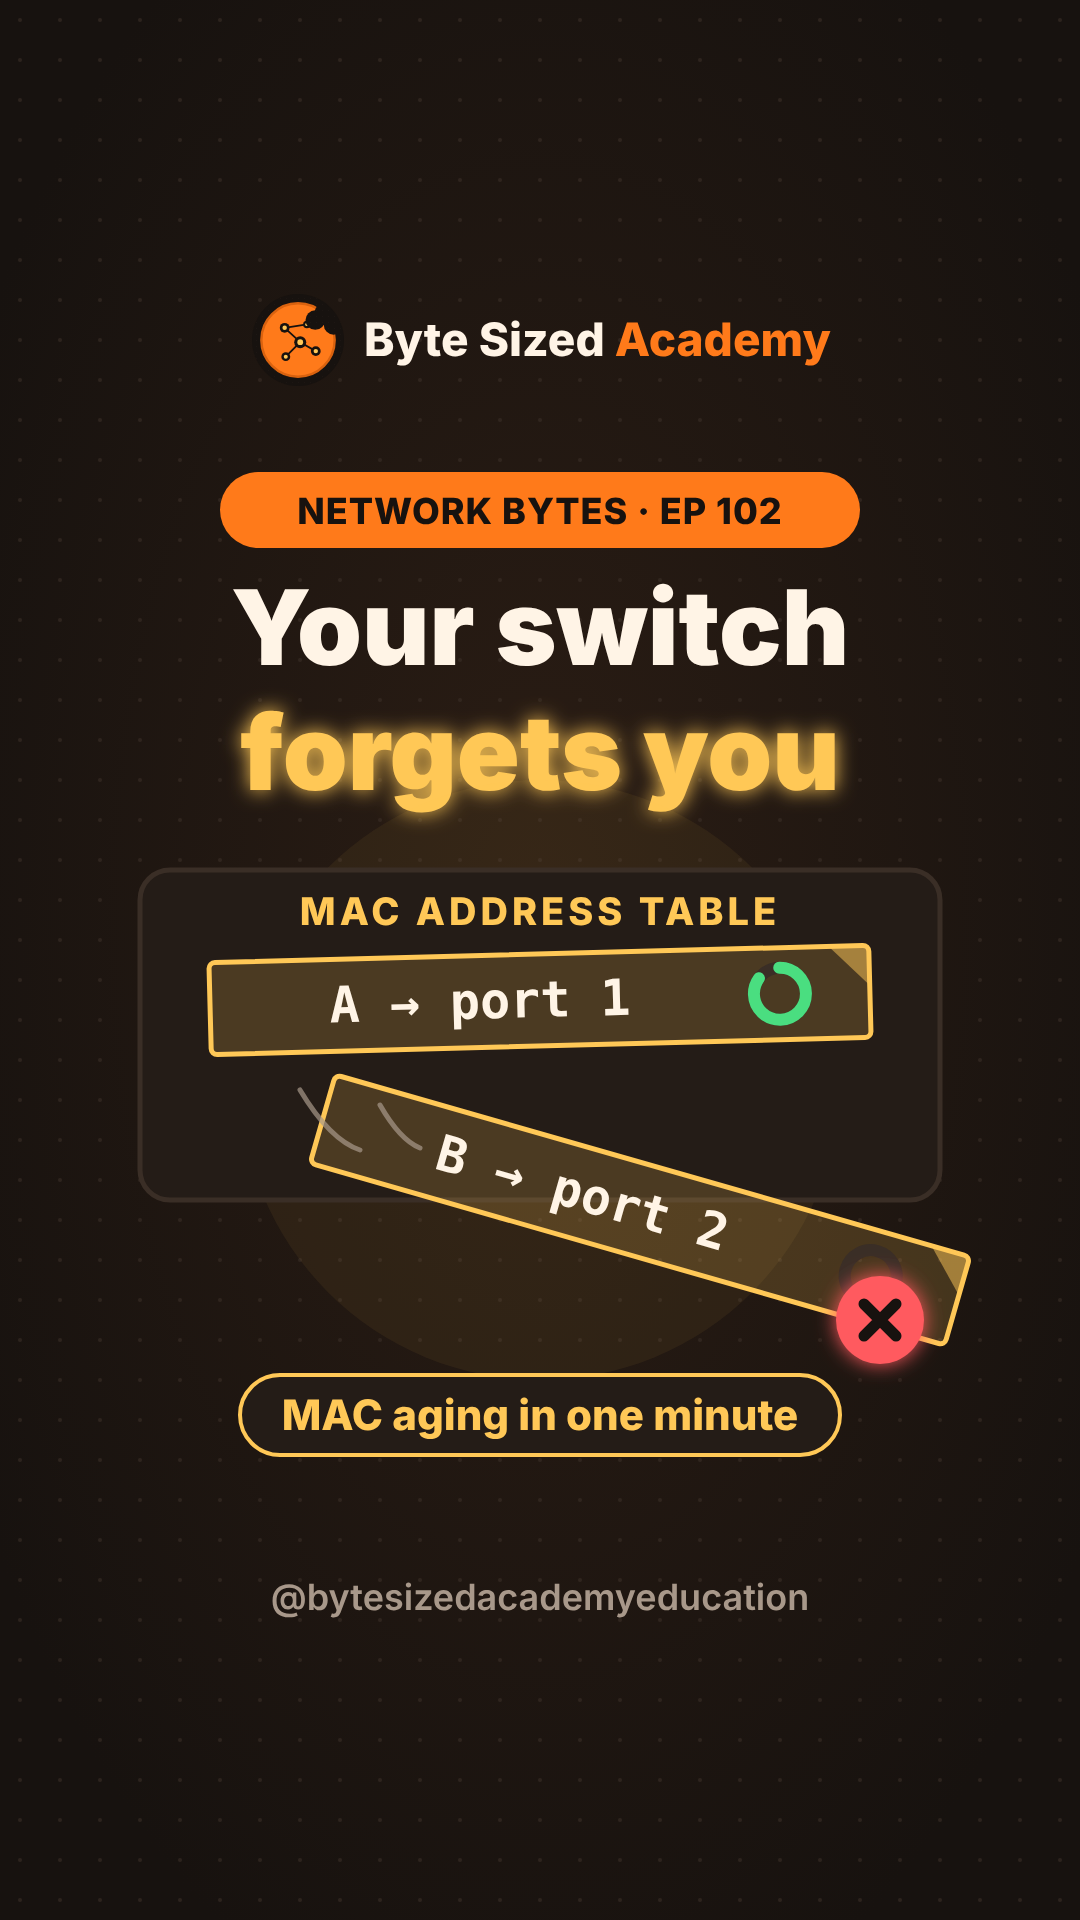 Byte Sized Academy
NETWORK BYTES · EP 102
Your switch
forgets you
MAC ADDRESS TABLE
A → port 1
B → port 2
MAC aging in one minute
@bytesizedacademyeducation